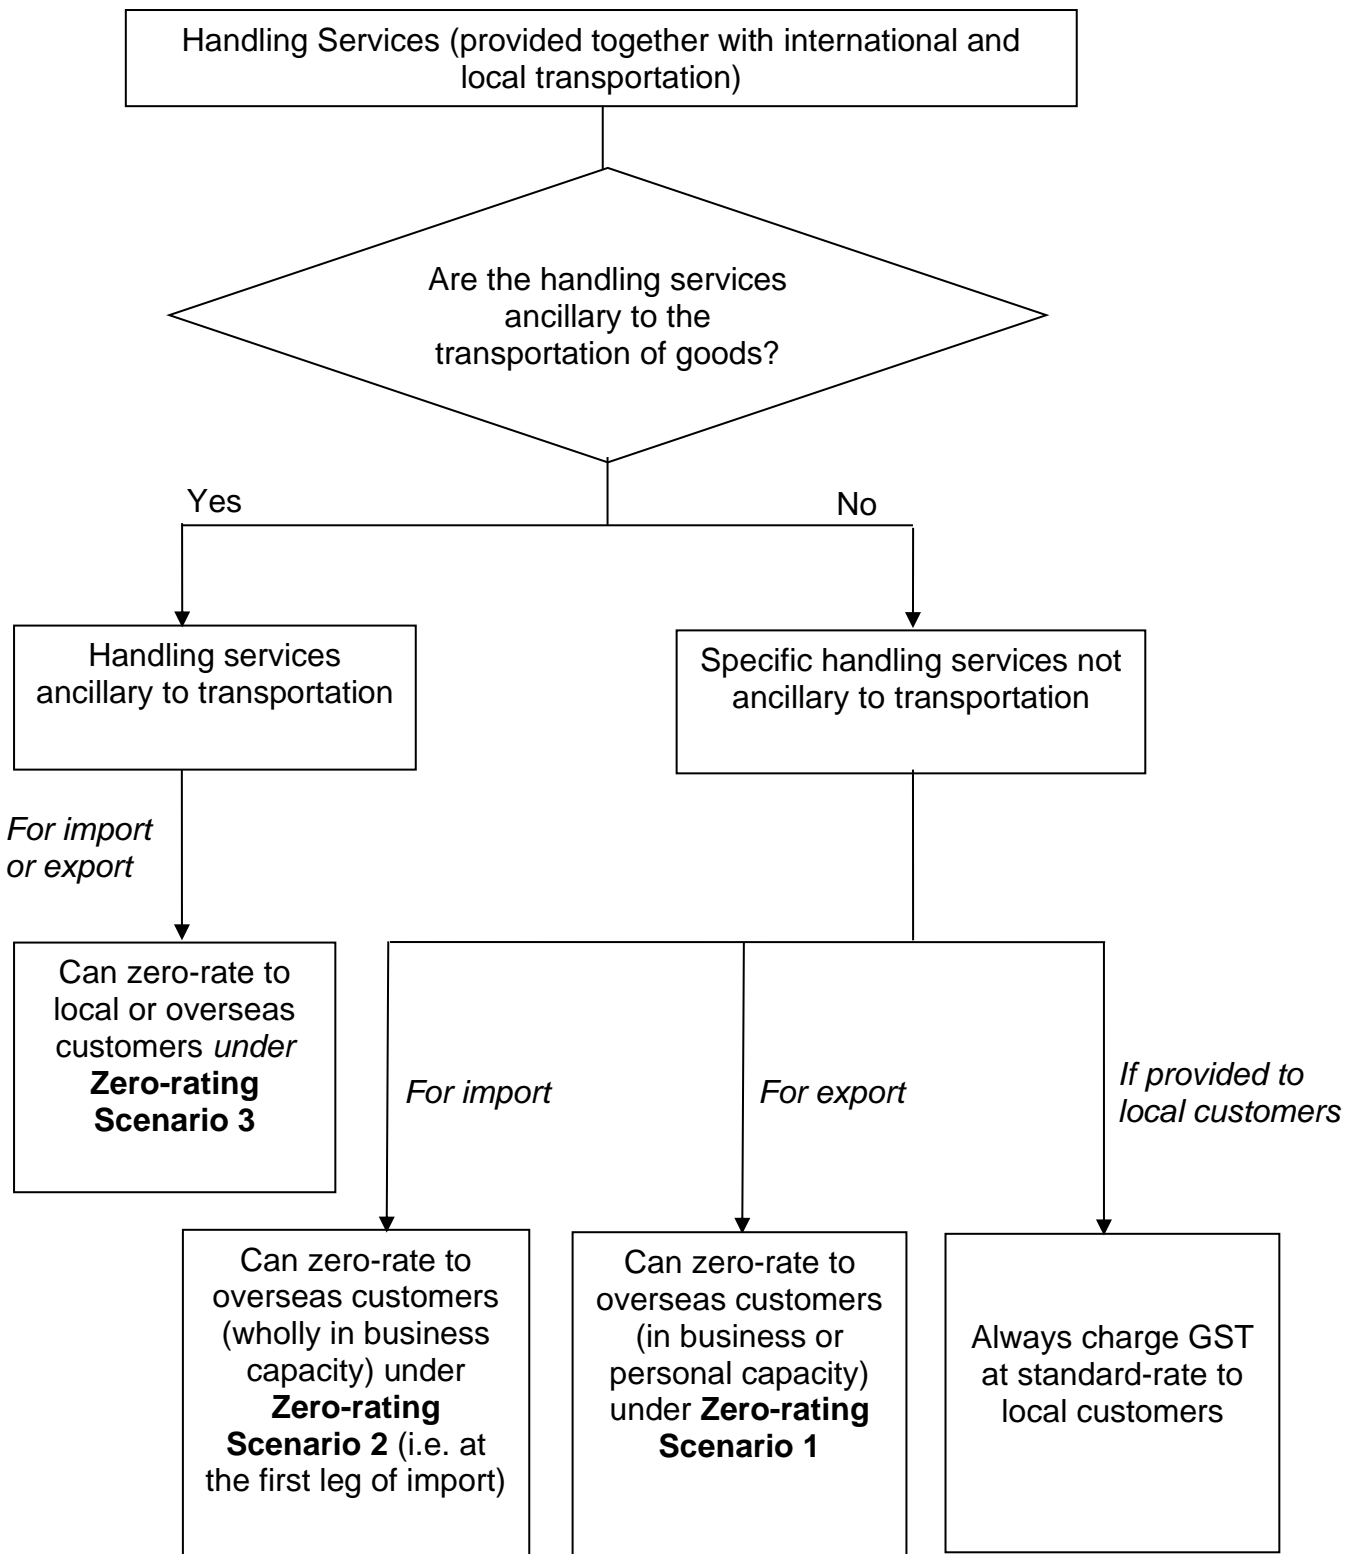 Handling Services (provided together with international and
local transportation)
Are the handling services
ancillary to the
transportation of goods?
Yes
No
Handling services
ancillary to transportation
Specific handling services not
ancillary to transportation
For import
or export
Can zero-rate to
local or overseas
customers under
Zero-rating
Scenario 3
For import
For export
If provided to
local customers
Can zero-rate to
overseas customers
(wholly in business
capacity) under
Zero-rating
Scenario 2 (i.e. at
the first leg of import)
Can zero-rate to
overseas customers
(in business or
personal capacity)
under Zero-rating
Scenario 1
Always charge GST
at standard-rate to
local customers